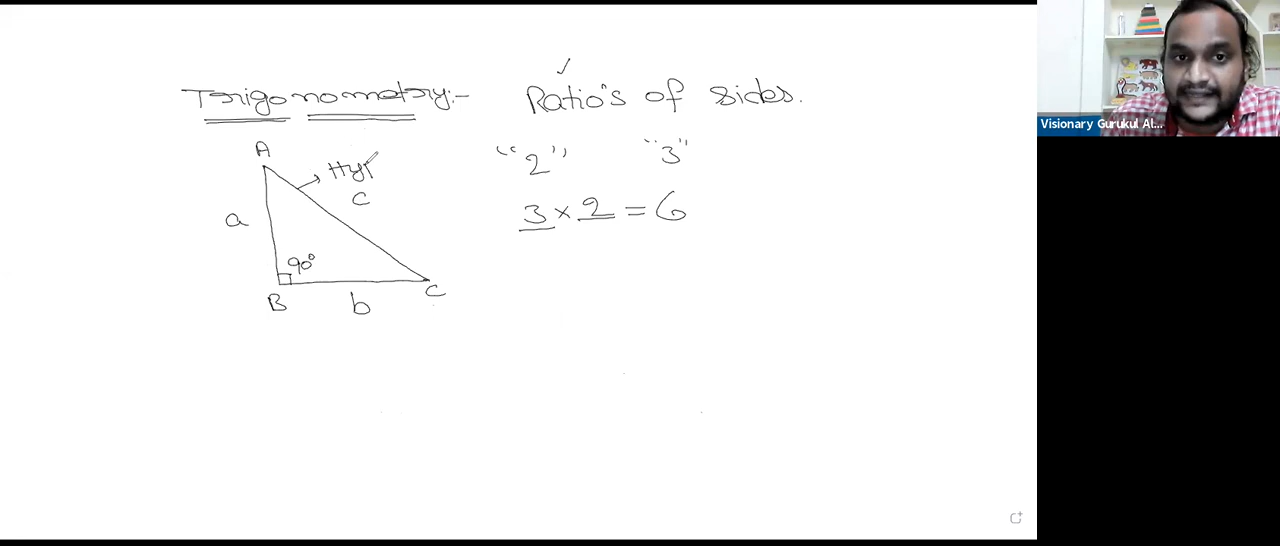 Trigonometry:- Ratio's of sides.
"2" "3"
3 × 2 = 6
A
Hyp
c
a
90°
B
b
C
Visionary Gurukul Al...